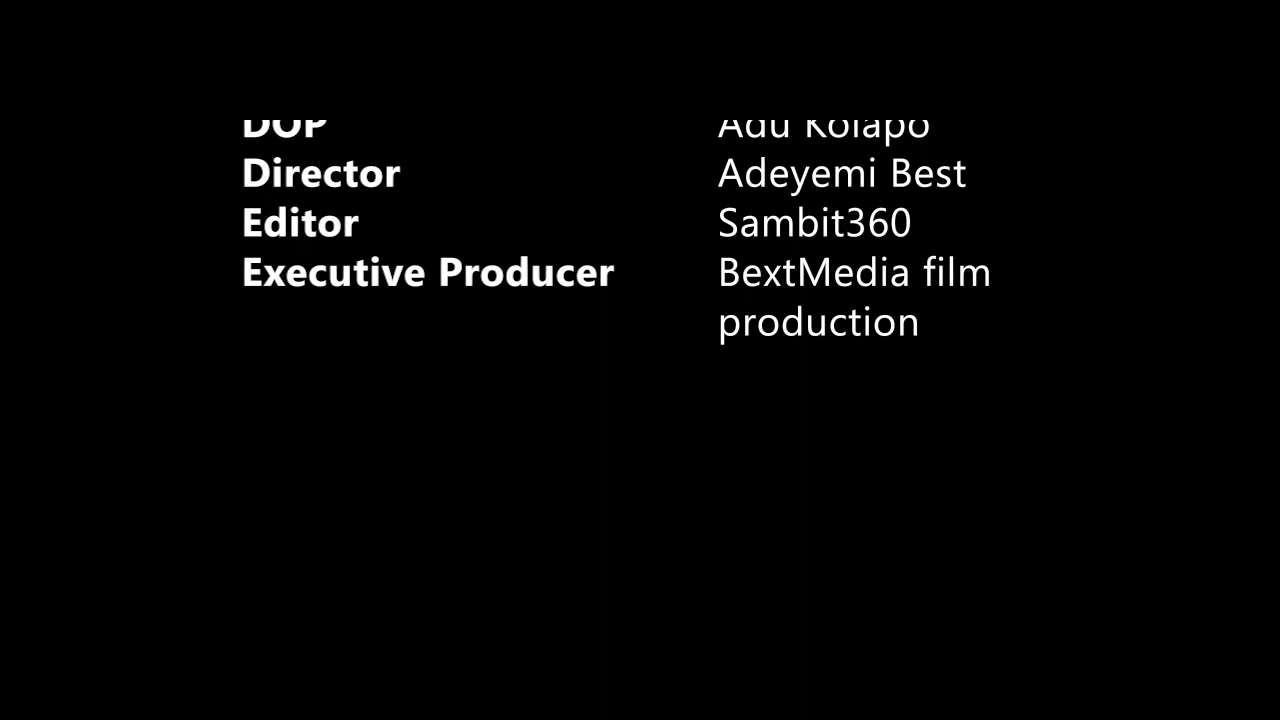 DOP Adu Kolapo
Director Adeyemi Best
Editor Sambit360
Executive Producer BextMedia film
production